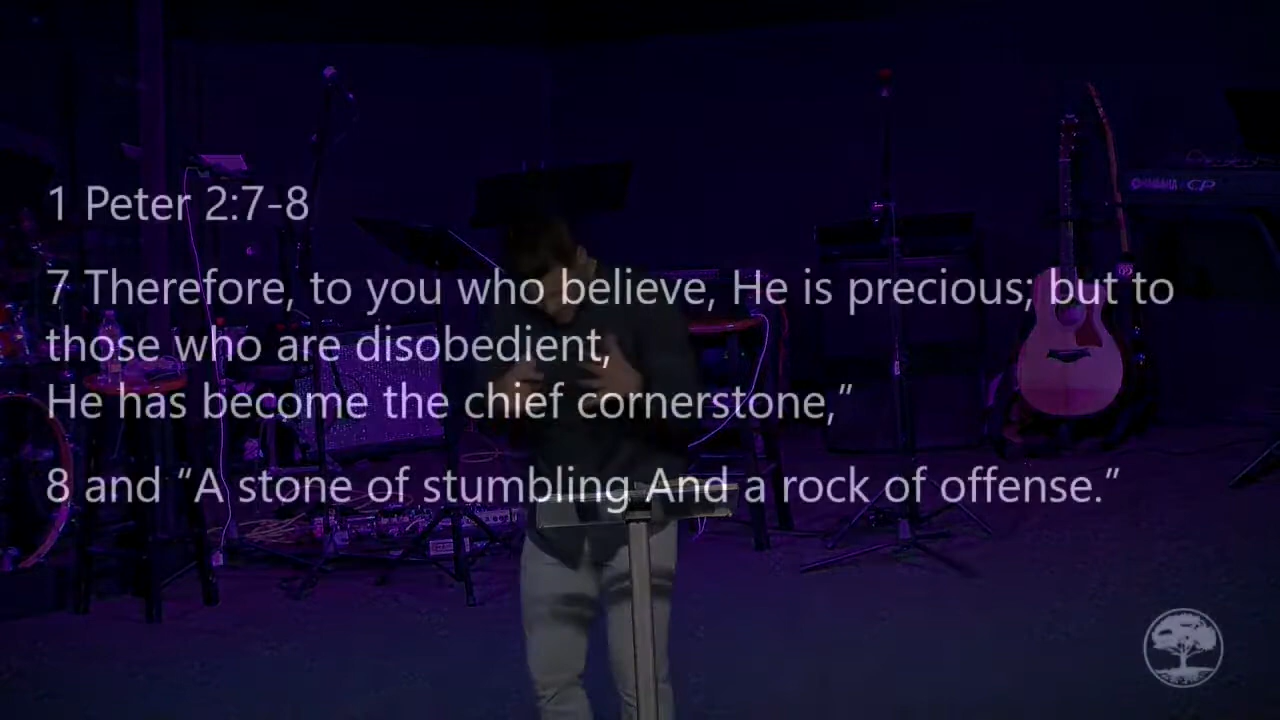 1 Peter 2:7-8
7 Therefore, to you who believe, He is precious; but to
those who are disobedient,
He has become the chief cornerstone,”
8 and “A stone of stumbling And a rock of offense.”
YAMAHA CP